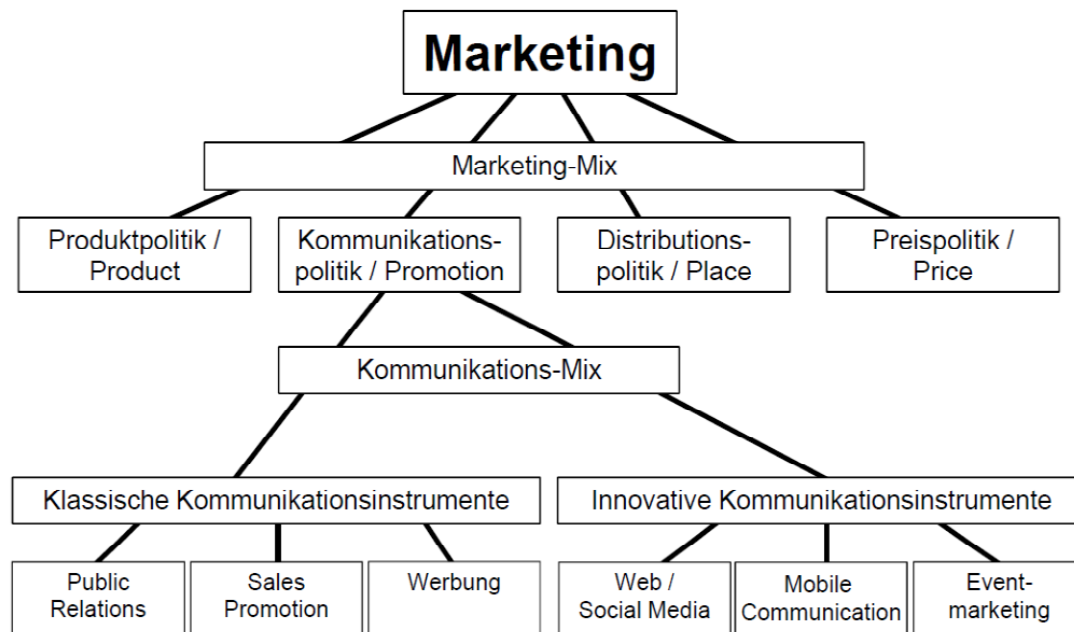 Marketing
Marketing-Mix
Produktpolitik /
Product
Kommunikations-
politik / Promotion
Distributions-
politik / Place
Preispolitik /
Price
Kommunikations-Mix
Klassische Kommunikationsinstrumente
Innovative Kommunikationsinstrumente
Public
Relations
Sales
Promotion
Werbung
Web /
Social Media
Mobile
Communication
Event-
marketing